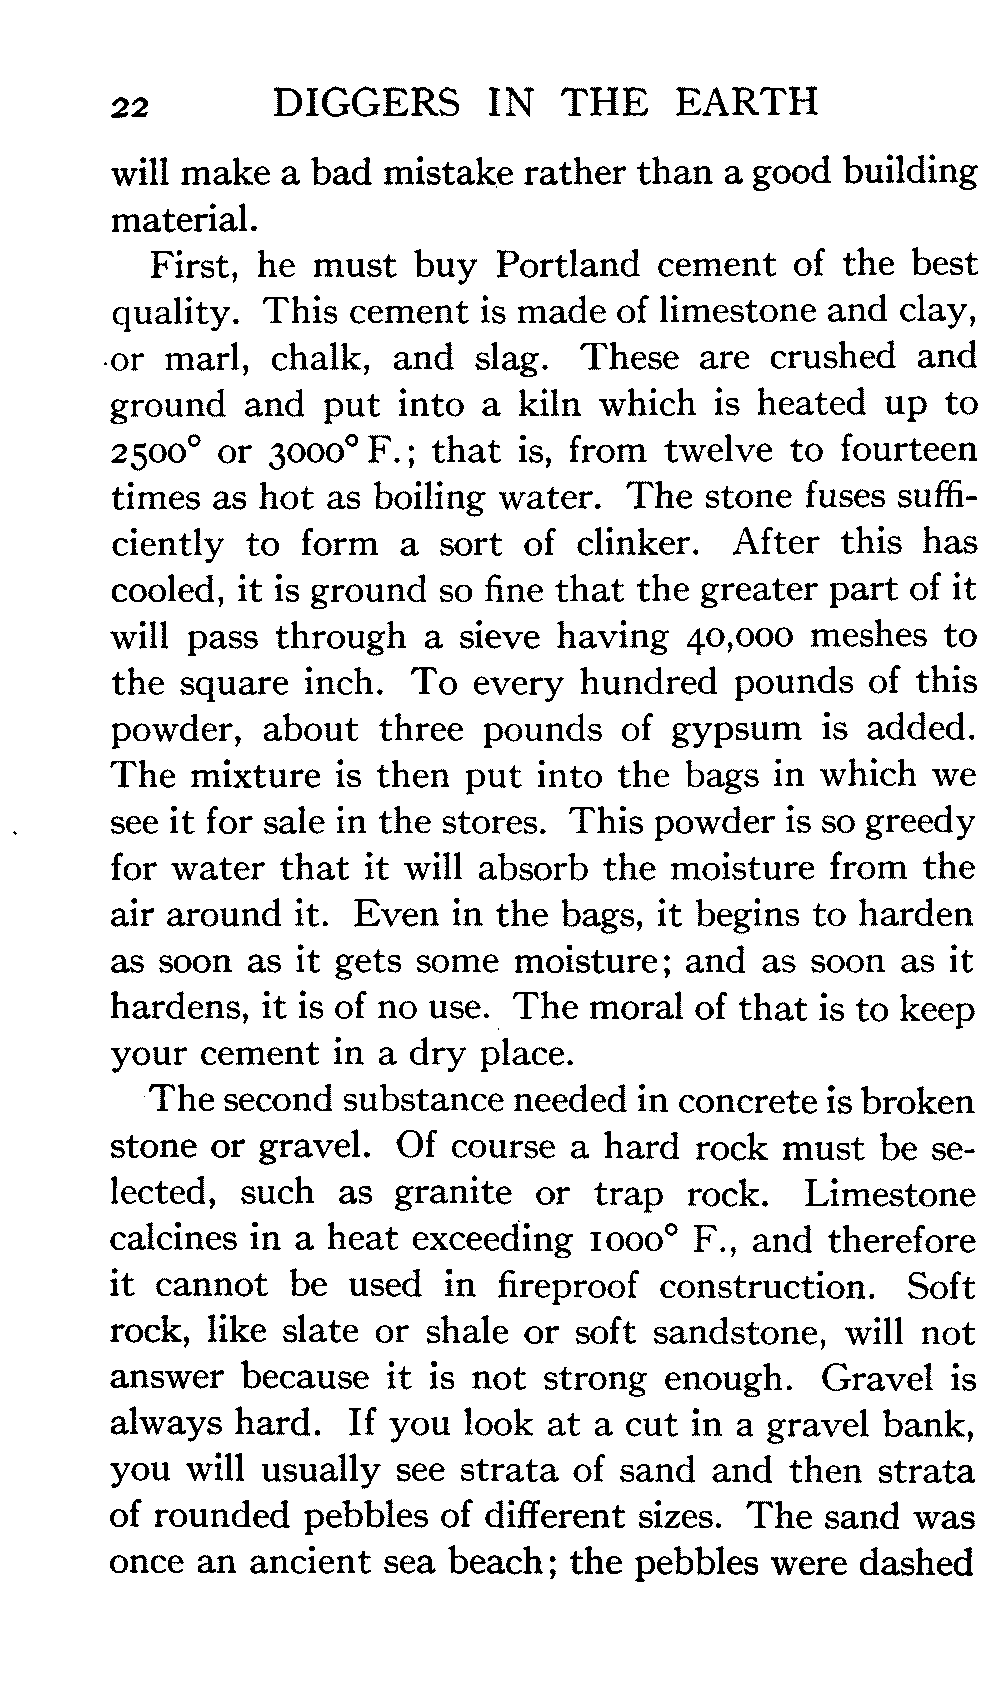 22 DIGGERS IN THE EARTH
will make a bad mistake rather than a good building
material.
First, he must buy Portland cement of the best
quality. This cement is made of limestone and clay,
or marl, chalk, and slag. These are crushed and
ground and put into a kiln which is heated up to
2500° or 3000° F.; that is, from twelve to fourteen
times as hot as boiling water. The stone fuses suffi-
ciently to form a sort of clinker. After this has
cooled, it is ground so fine that the greater part of it
will pass through a sieve having 40,000 meshes to
the square inch. To every hundred pounds of this
powder, about three pounds of gypsum is added.
The mixture is then put into the bags in which we
see it for sale in the stores. This powder is so greedy
for water that it will absorb the moisture from the
air around it. Even in the bags, it begins to harden
as soon as it gets some moisture; and as soon as it
hardens, it is of no use. The moral of that is to keep
your cement in a dry place.
The second substance needed in concrete is broken
stone or gravel. Of course a hard rock must be se-
lected, such as granite or trap rock. Limestone
calcines in a heat exceeding 1000° F., and therefore
it cannot be used in fireproof construction. Soft
rock, like slate or shale or soft sandstone, will not
answer because it is not strong enough. Gravel is
always hard. If you look at a cut in a gravel bank,
you will usually see strata of sand and then strata
of rounded pebbles of different sizes. The sand was
once an ancient sea beach; the pebbles were dashed